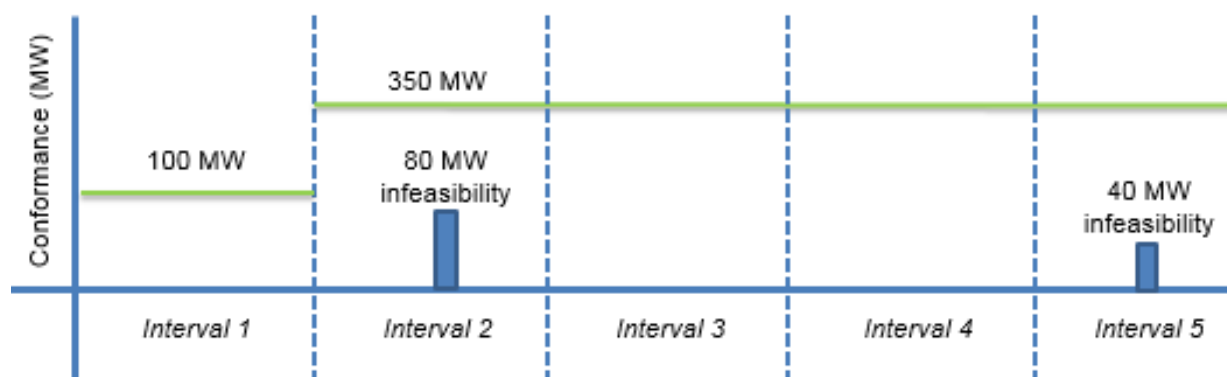 Conformance (MW)
350 MW
100 MW
80 MW
infeasibility
40 MW
infeasibility
Interval 1
Interval 2
Interval 3
Interval 4
Interval 5